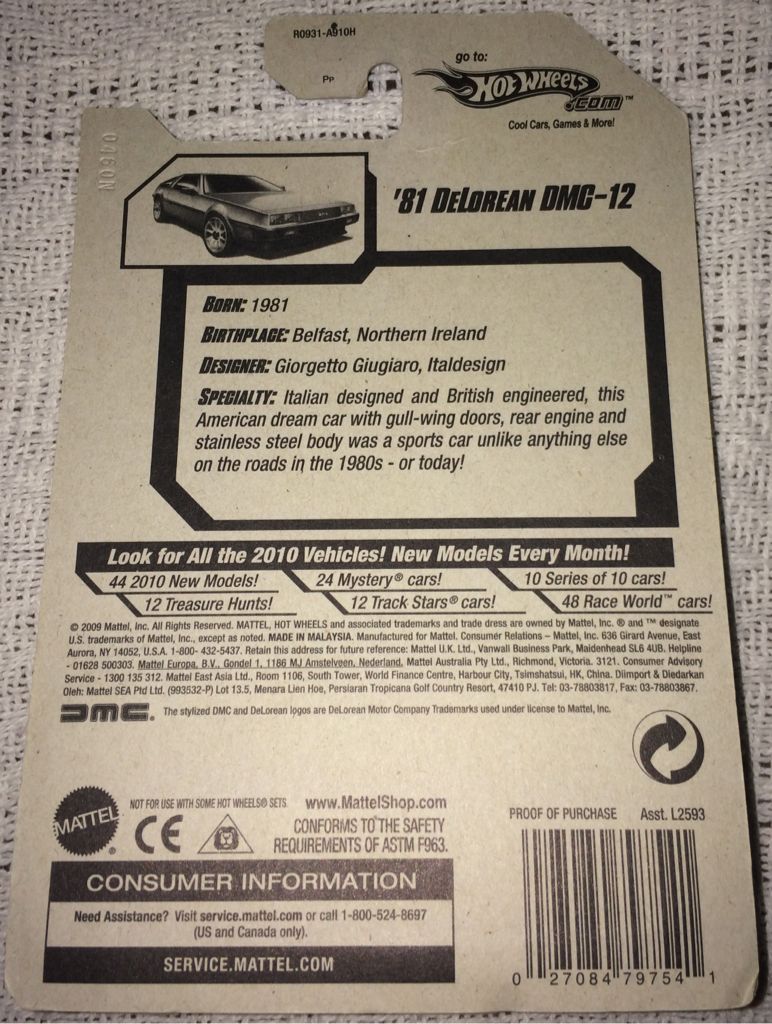 R0931-A910H
Pp
go to:
HOT WHEELS
.COM™
Cool Cars, Games & More!
0460N
'81 DELOREAN DMC-12
BORN: 1981
BIRTHPLACE: Belfast, Northern Ireland
DESIGNER: Giorgetto Giugiaro, Italdesign
SPECIALTY: Italian designed and British engineered, this
American dream car with gull-wing doors, rear engine and
stainless steel body was a sports car unlike anything else
on the roads in the 1980s - or today!
Look for All the 2010 Vehicles! New Models Every Month!
44 2010 New Models! 24 Mystery® cars! 10 Series of 10 cars!
12 Treasure Hunts! 12 Track Stars® cars! 48 Race World™ cars!
© 2009 Mattel, Inc. All Rights Reserved. MATTEL, HOT WHEELS and associated trademarks and trade dress are owned by Mattel, Inc. ® and ™ designate
U.S. trademarks of Mattel, Inc., except as noted. MADE IN MALAYSIA. Manufactured for Mattel. Consumer Relations – Mattel, Inc. 636 Girard Avenue, East
Aurora, NY 14052, U.S.A. 1-800- 432-5437. Retain this address for future reference: Mattel U.K. Ltd., Vanwall Business Park, Maidenhead SL6 4UB. Helpline
- 01628 500303. Mattel Europa, B.V., Gondel 1, 1186 MJ Amstelveen, Nederland. Mattel Australia Pty Ltd., Richmond, Victoria. 3121. Consumer Advisory
Service - 1300 135 312. Mattel East Asia Ltd., Room 1106, South Tower, World Finance Centre, Harbour City, Tsimshatsui, HK, China. Diimport & Diedarkan
Oleh: Mattel SEA Ptd Ltd. (993532-P) Lot 13.5, Menara Lien Hoe, Persiaran Tropicana Golf Country Resort, 47410 PJ. Tel: 03-78803817, Fax: 03-78803867.
DMC. The stylized DMC and DeLorean logos are DeLorean Motor Company Trademarks used under license to Mattel, Inc.
MATTEL®
NOT FOR USE WITH SOME HOT WHEELS® SETS
CE
www.MattelShop.com
CONFORMS TO THE SAFETY
REQUIREMENTS OF ASTM F963.
CONSUMER INFORMATION
Need Assistance? Visit service.mattel.com or call 1-800-524-8697
(US and Canada only).
SERVICE.MATTEL.COM
PROOF OF PURCHASE Asst. L2593
0 27084 79754 1